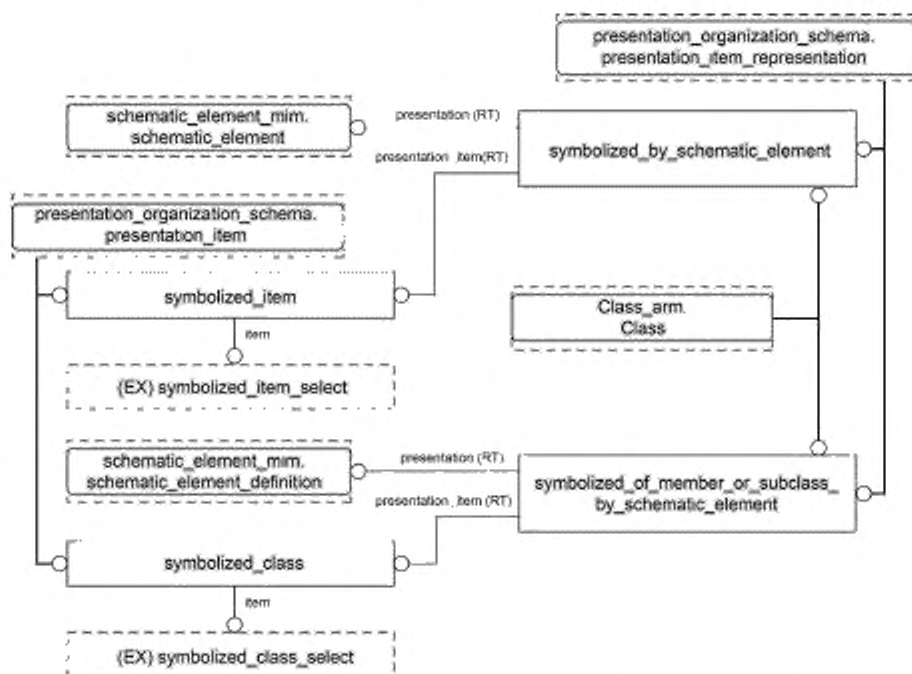 presentation_organization_schema.
presentation_item_representation
schematic_element_mim.
schematic_element
presentation (RT)
presentation_item(RT)
symbolized_by_schematic_element
presentation_organization_schema.
presentation_item
symbolized_item
item
Class_arm.
Class
(EX) symbolized_item_select
schematic_element_mim.
schematic_element_definition
presentation (RT)
presentation_item (RT)
symbolized_of_member_or_subclass_
by_schematic_element
symbolized_class
item
(EX) symbolized_class_select